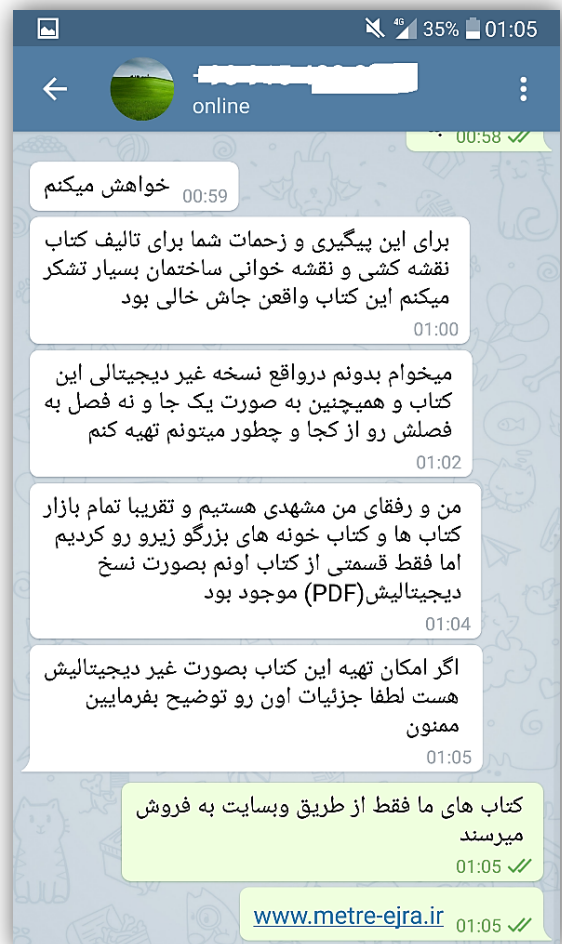 4G 35% 01:05
online
00:58
خواهش میکنم
00:59
برای این پیگیری و زحمات شما برای تالیف کتاب
نقشه کشی و نقشه خوانی ساختمان بسیار تشکر
میکنم این کتاب واقعن جاش خالی بود
01:00
میخوام بدونم درواقع نسخه غیر دیجیتالی این
کتاب و همیچنین به صورت یک جا و نه فصل به
فصلش رو از کجا و چطور میتونم تهیه کنم
01:02
من و رفقای من مشهدی هستیم و تقریبا تمام بازار
کتاب ها و کتاب خونه های بزرگو زیرو رو کردیم
اما فقط قسمتی از کتاب اونم بصورت نسخ
دیجیتالیش(PDF) موجود بود
01:04
اگر امکان تهیه این کتاب بصورت غیر دیجیتالیش
هست لطفا جزئیات اون رو توضیح بفرمایین
ممنون
01:05
کتاب های ما فقط از طریق وبسایت به فروش
میرسند
01:05
www.metre-ejra.ir 01:05